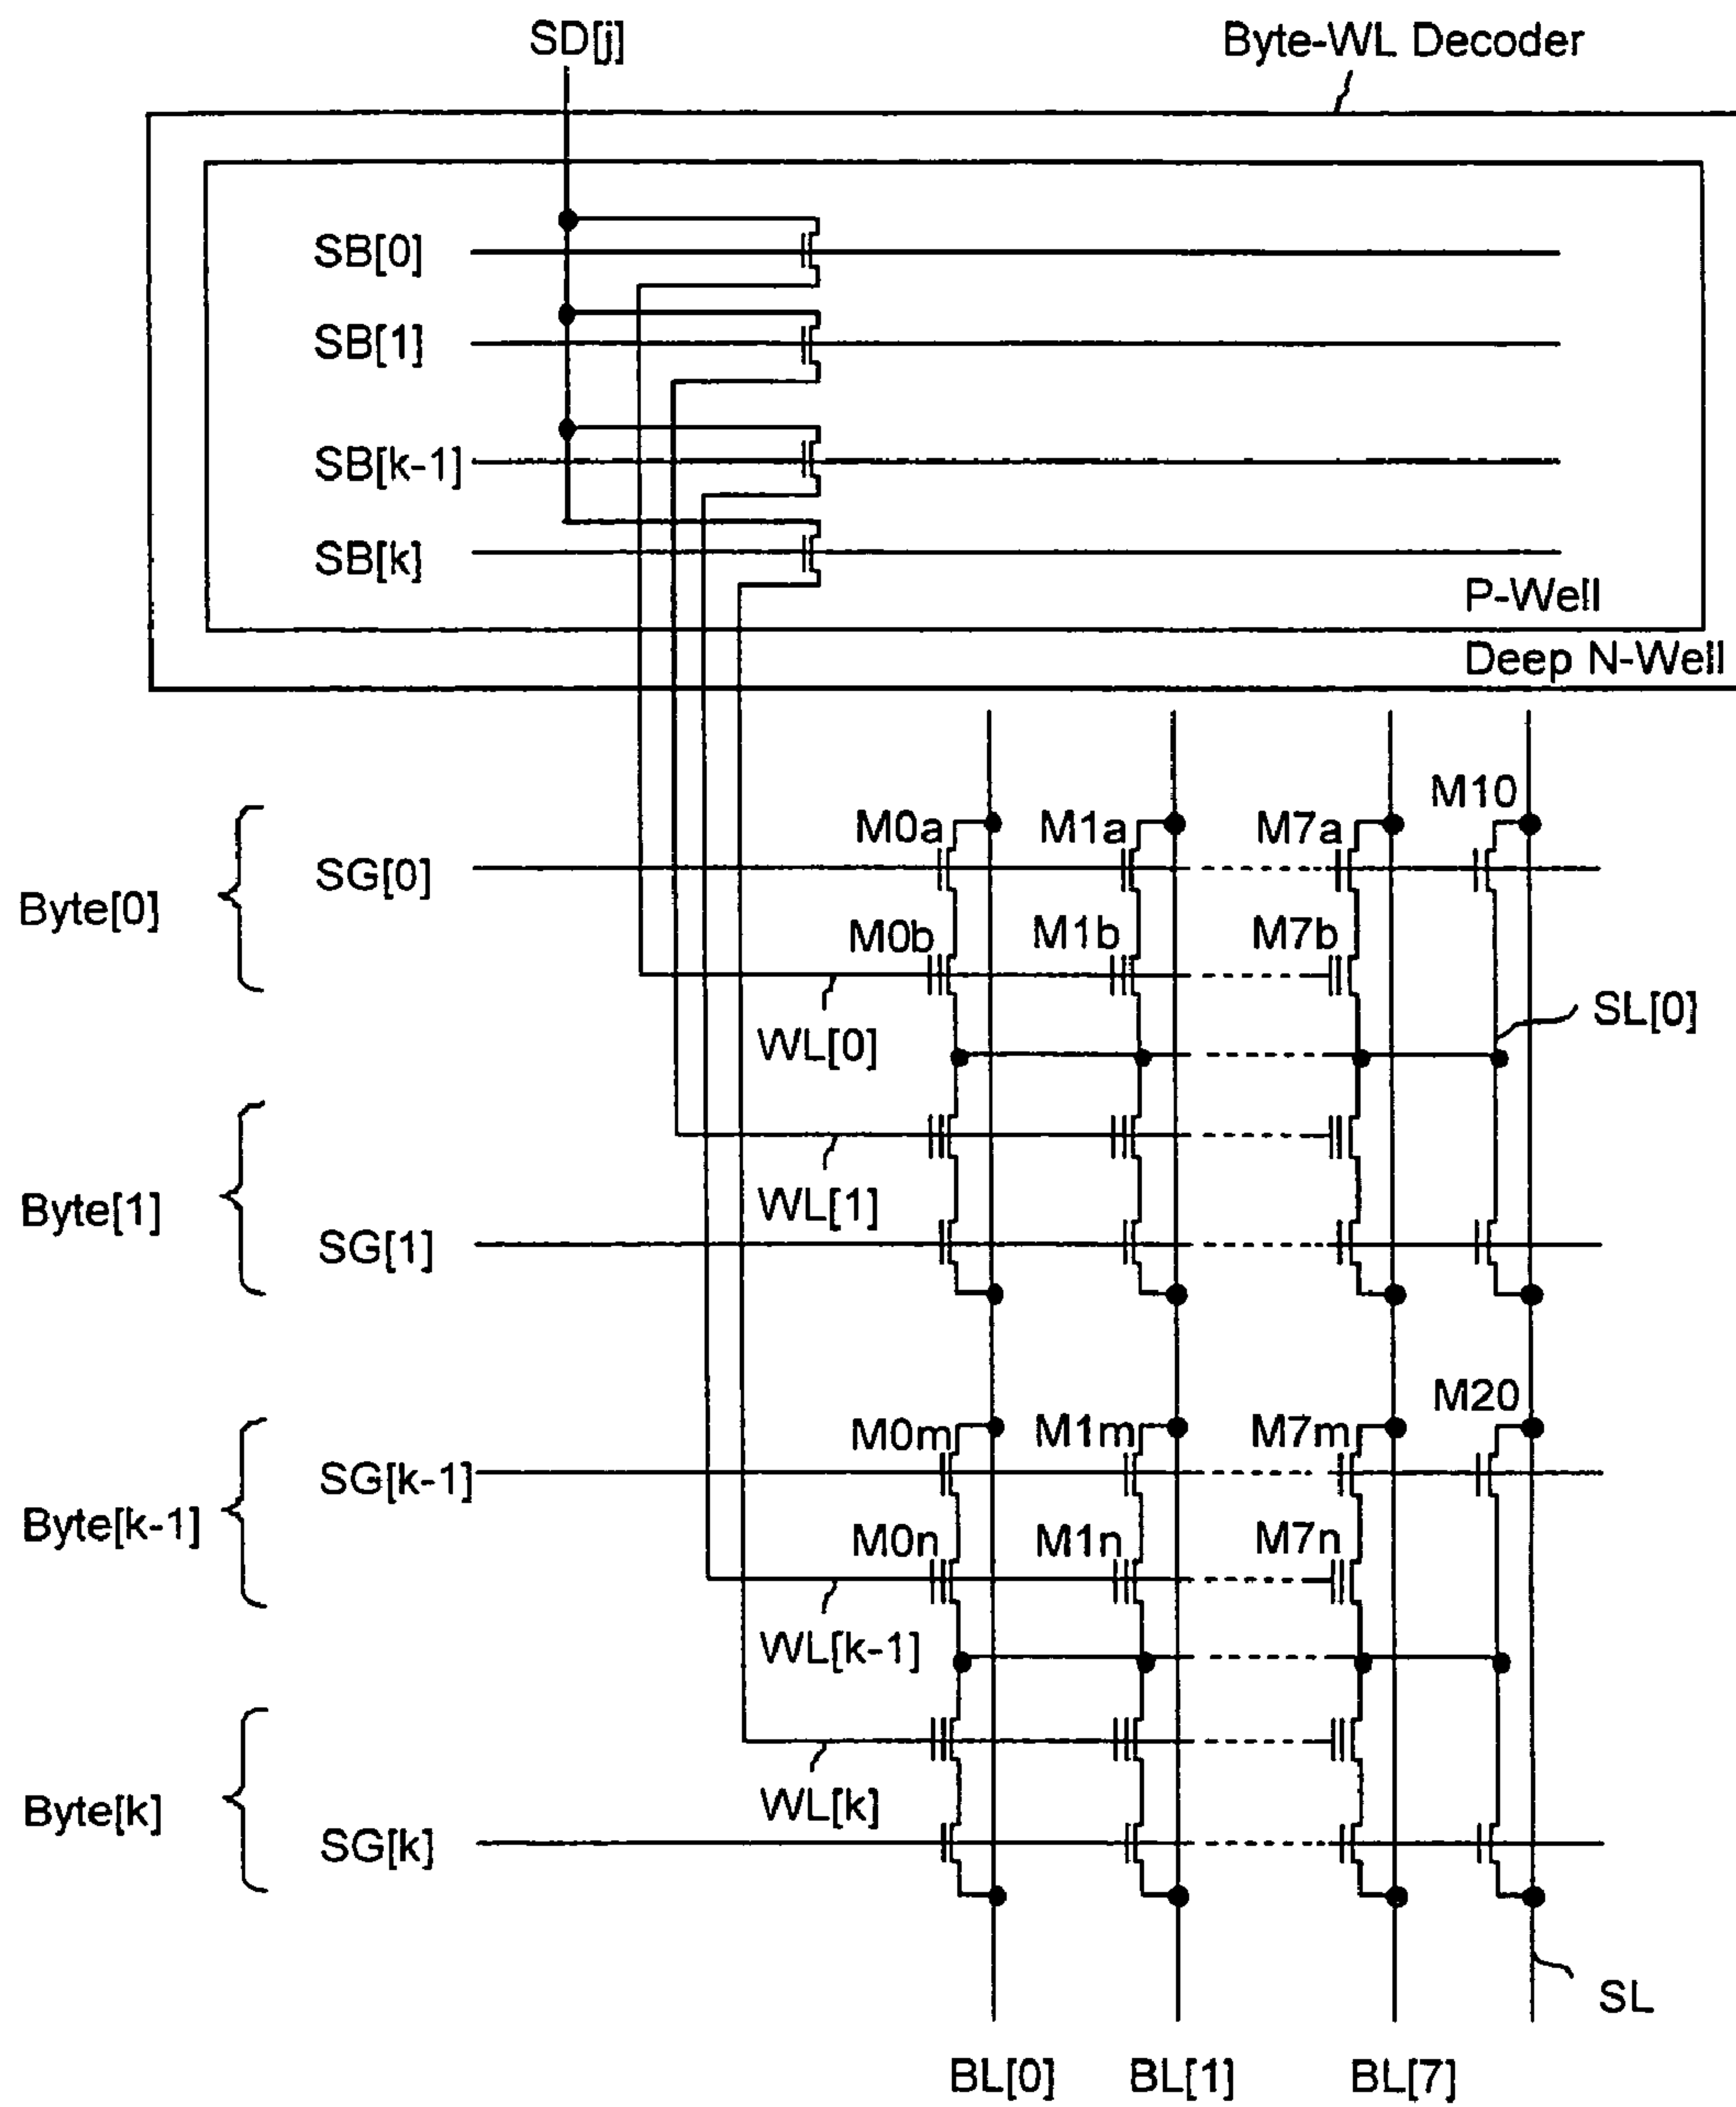 SD[j]
Byte-WL Decoder
SB[0]
SB[1]
SB[k-1]
SB[k]
P-Well
Deep N-Well
M10
M0a M1a M7a
SG[0]
Byte[0]
M0b M1b M7b
SL[0]
WL[0]
WL[1]
Byte[1]
SG[1]
M20
M0m M1m M7m
SG[k-1]
Byte[k-1]
M0n M1n M7n
WL[k-1]
WL[k]
Byte[k]
SG[k]
SL
BL[0] BL[1] BL[7]